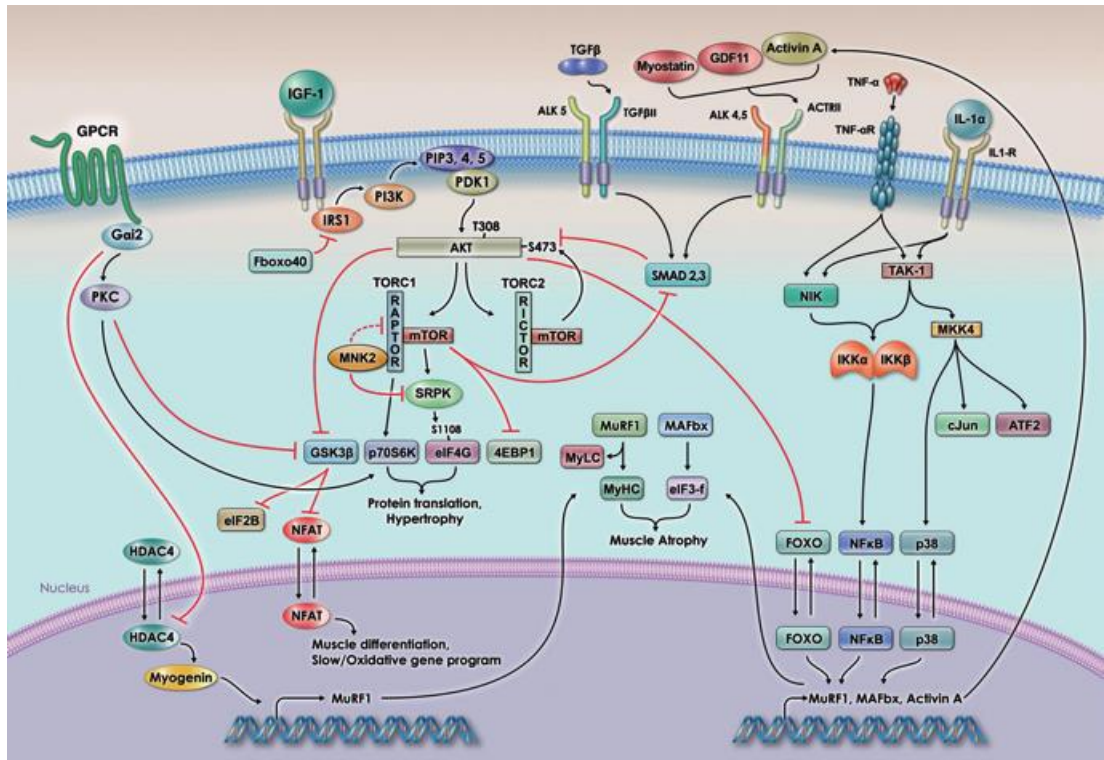 TGFβ
Myostatin
GDF11
Activin A
IGF-1
GPCR
ALK 5
TGFβII
ALK 4,5
ACTRII
TNF-α
TNF-αR
IL-1α
IL1-R
PIP3, 4, 5
PDK1
PI3K
IRS1
Gal2
Fboxo40
T308
AKT
S473
SMAD 2,3
TAK-1
NIK
PKC
TORC1
TORC2
RAPTOR
mTOR
RICTOR
mTOR
MNK2
SRPK
S1108
MKK4
IKKα
IKKβ
cJun
ATF2
GSK3β
p70S6K
eIF4G
4EBP1
MuRF1
MAFbx
MyLC
MyHC
eIF3-f
Protein translation,
Hypertrophy
Muscle Atrophy
eIF2B
NFAT
HDAC4
FOXO
NFκB
p38
Nucleus
HDAC4
NFAT
Muscle differentiation,
Slow/Oxidative gene program
FOXO
NFκB
p38
Myogenin
MuRF1
MuRF1, MAFbx, Activin A